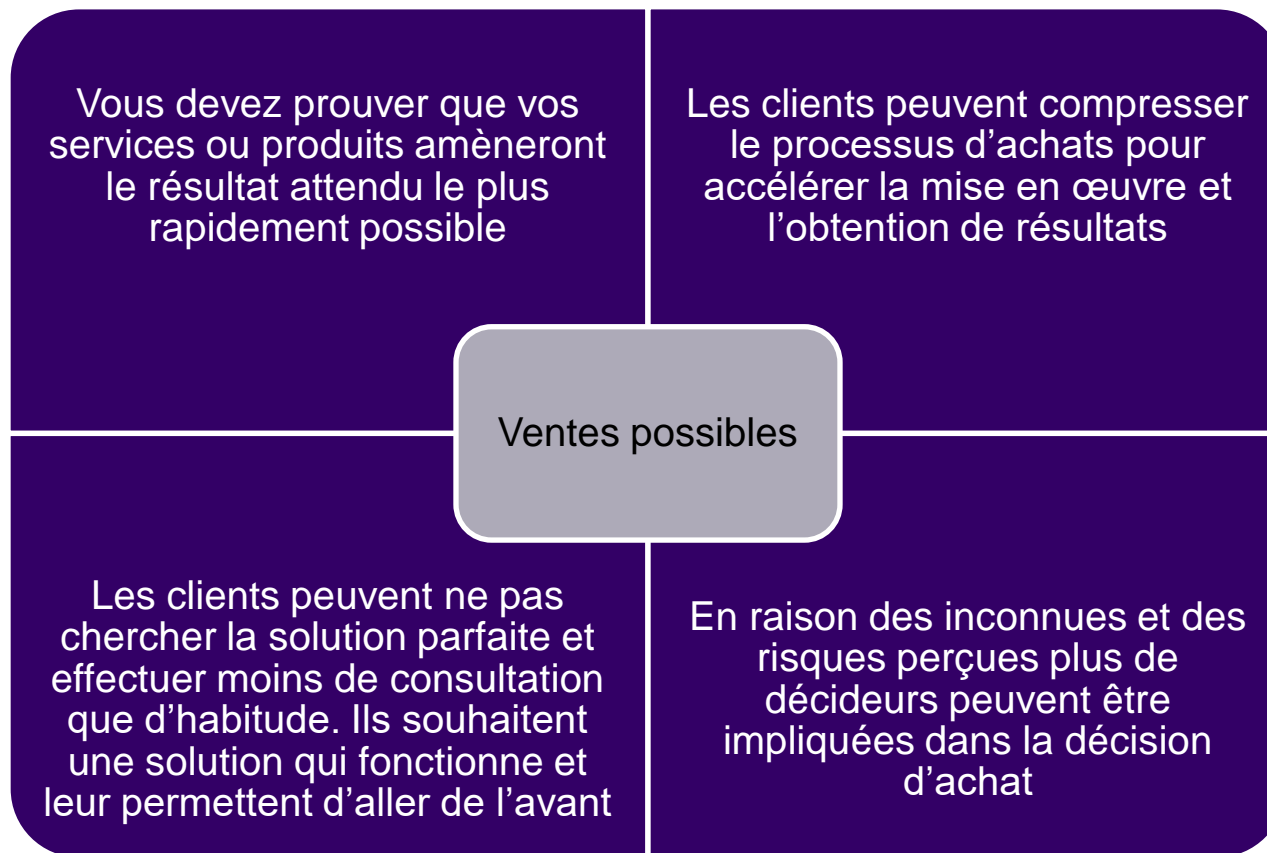 Vous devez prouver que vos
services ou produits amèneront
le résultat attendu le plus
rapidement possible
Les clients peuvent compresser
le processus d’achats pour
accélérer la mise en œuvre et
l’obtention de résultats
Ventes possibles
Les clients peuvent ne pas
chercher la solution parfaite et
effectuer moins de consultation
que d’habitude. Ils souhaitent
une solution qui fonctionne et
leur permettent d’aller de l’avant
En raison des inconnues et des
risques perçues plus de
décideurs peuvent être
impliquées dans la décision
d’achat